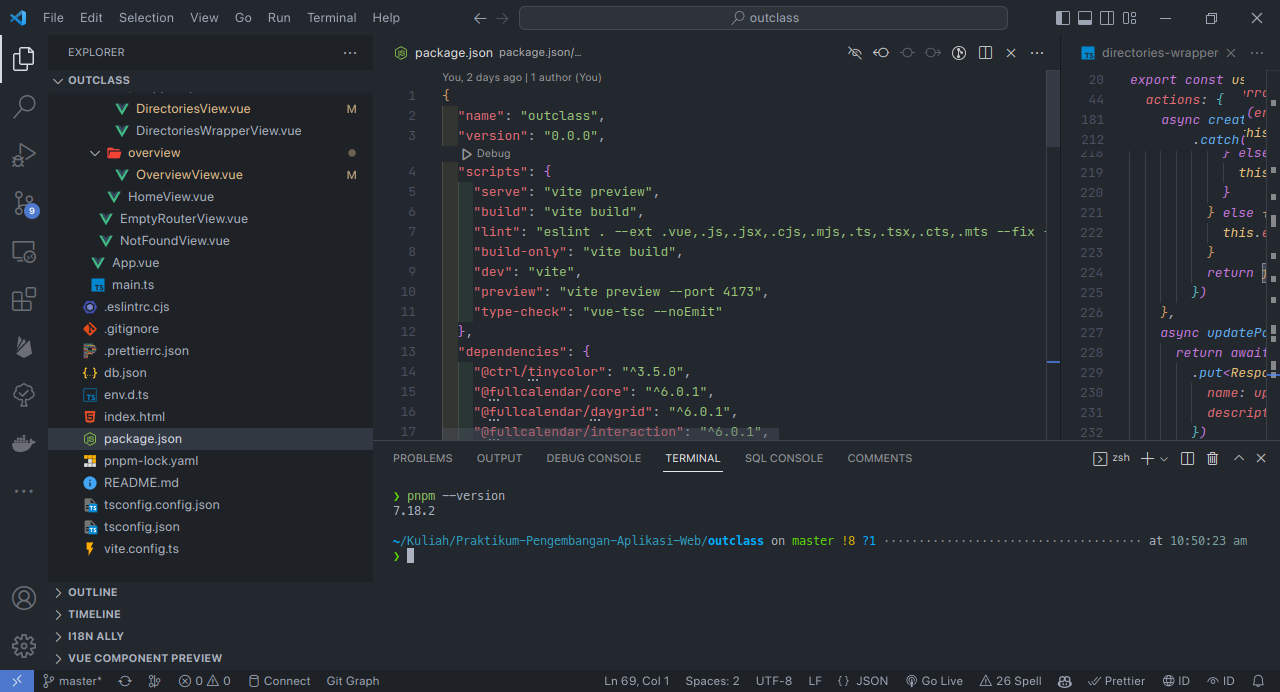 File Edit Selection View Go Run Terminal Help
outclass
EXPLORER
OUTCLASS
DirectoriesView.vue M
DirectoriesWrapperView.vue
overview
OverviewView.vue M
HomeView.vue
EmptyRouterView.vue
NotFoundView.vue
App.vue
main.ts
.eslintrc.cjs
.gitignore
.prettierrc.json
db.json
env.d.ts
index.html
package.json
pnpm-lock.yaml
README.md
tsconfig.config.json
tsconfig.json
vite.config.ts
OUTLINE
TIMELINE
I18N ALLY
VUE COMPONENT PREVIEW
9
package.json package.json/…
You, 2 days ago | 1 author (You)
1 {
2 "name": "outclass",
3 "version": "0.0.0",
Debug
4 "scripts": {
5 "serve": "vite preview",
6 "build": "vite build",
7 "lint": "eslint . --ext .vue,.js,.jsx,.cjs,.mjs,.ts,.tsx,.cts,.mts --fix
8 "build-only": "vite build",
9 "dev": "vite",
10 "preview": "vite preview --port 4173",
11 "type-check": "vue-tsc --noEmit"
12 },
13 "dependencies": {
14 "@ctrl/tinycolor": "^3.5.0",
15 "@fullcalendar/core": "^6.0.1",
16 "@fullcalendar/daygrid": "^6.0.1",
17 "@fullcalendar/interaction": "^6.0.1",
directories-wrapper
20 export const us
44 actions: {
181 async creat
212 .catch(
218 } else
219 this
220 }
221 } else
222 this.e
223 }
224 return
225 })
226 },
227 async updatePo
228 return await
229 .put<Respo
230 name: up
231 descript
232 })
PROBLEMS OUTPUT DEBUG CONSOLE TERMINAL SQL CONSOLE COMMENTS
zsh
❯ pnpm --version
7.18.2
~/Kuliah/Praktikum-Pengembangan-Aplikasi-Web/outclass on master !8 ?1 ····································· at 10:50:23 am
❯
master* 0 0 Connect Git Graph
Ln 69, Col 1 Spaces: 2 UTF-8 LF {} JSON Go Live 26 Spell Prettier ID ID